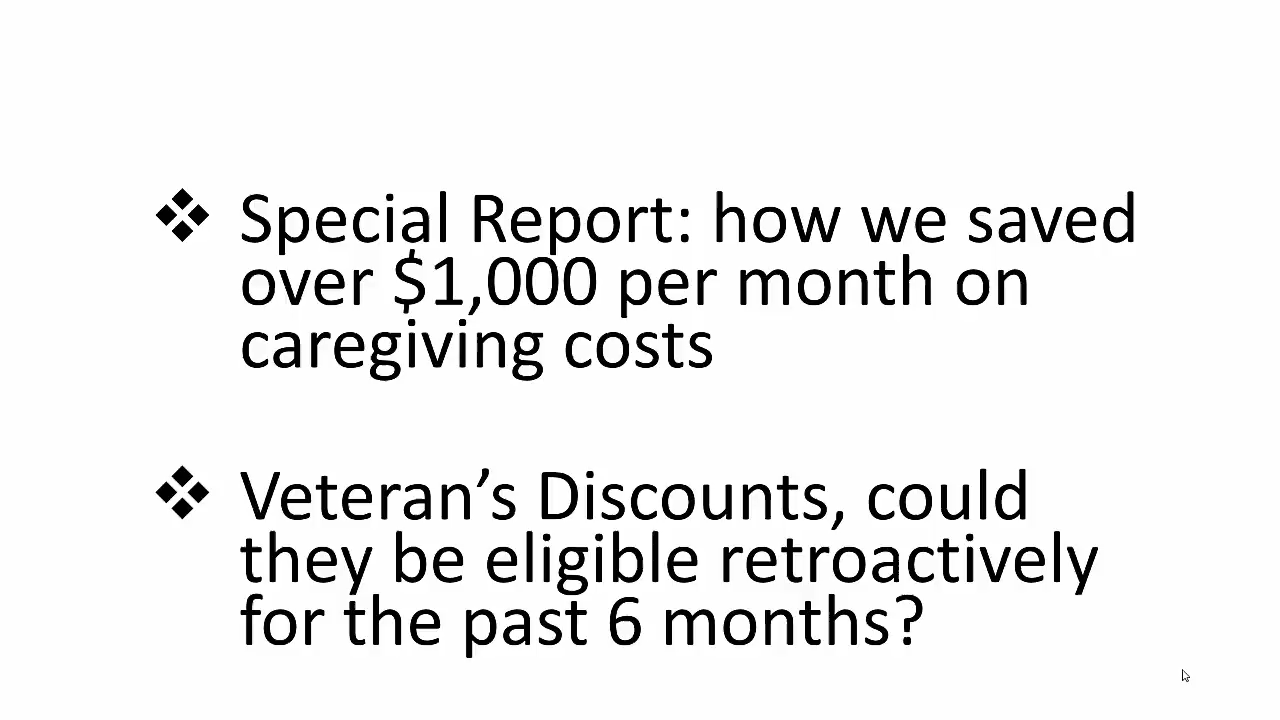 ❖ Special Report: how we saved
over $1,000 per month on
caregiving costs
❖ Veteran’s Discounts, could
they be eligible retroactively
for the past 6 months?